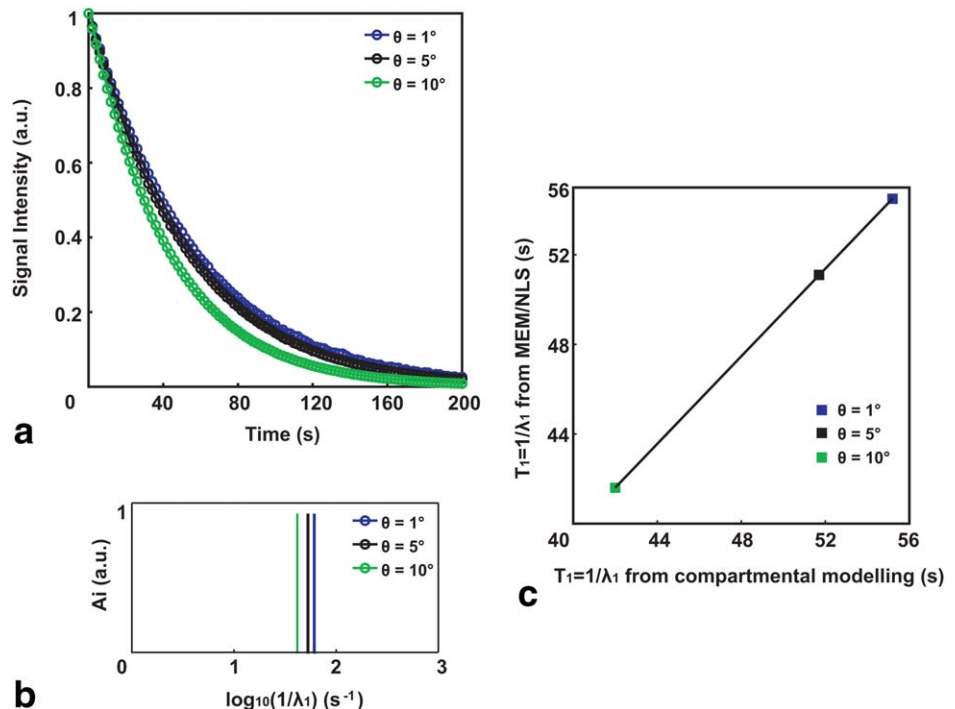 1
0.8
0.6
0.4
0.2
0
40
80
120
160
200
Signal Intensity (a.u.)
Time (s)
θ = 1°
θ = 5°
θ = 10°
a
1
0
1
2
3
Ai (a.u.)
log10(1/λ1) (s-1)
θ = 1°
θ = 5°
θ = 10°
b
56
52
48
44
40
44
48
52
56
T1=1/λ1 from MEM/NLS (s)
T1=1/λ1 from compartmental modelling (s)
θ = 1°
θ = 5°
θ = 10°
c